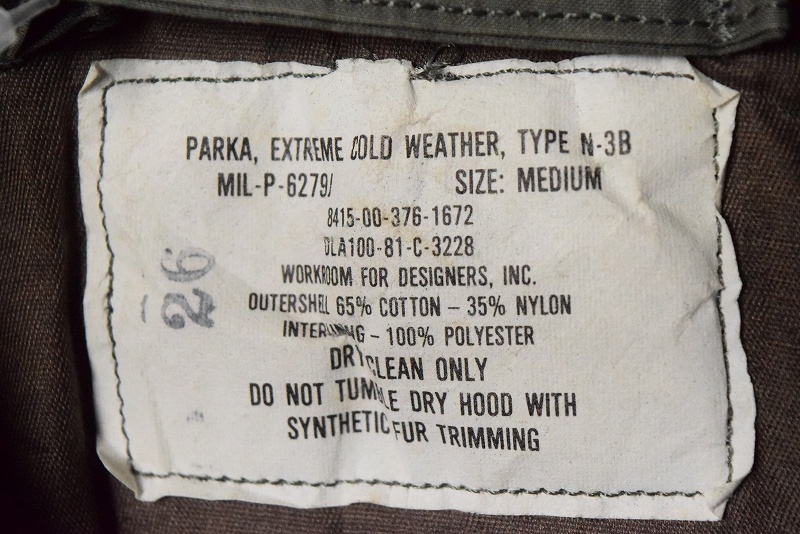 PARKA, EXTREME COLD WEATHER, TYPE N-3B
MIL-P-6279/ SIZE: MEDIUM
8415-00-376-1672
DLA100-81-C-3228
WORKROOM FOR DESIGNERS, INC.
OUTERSHELL 65% COTTON – 35% NYLON
INTERLINING – 100% POLYESTER
DRY CLEAN ONLY
DO NOT TUMBLE DRY HOOD WITH
SYNTHETIC FUR TRIMMING
26